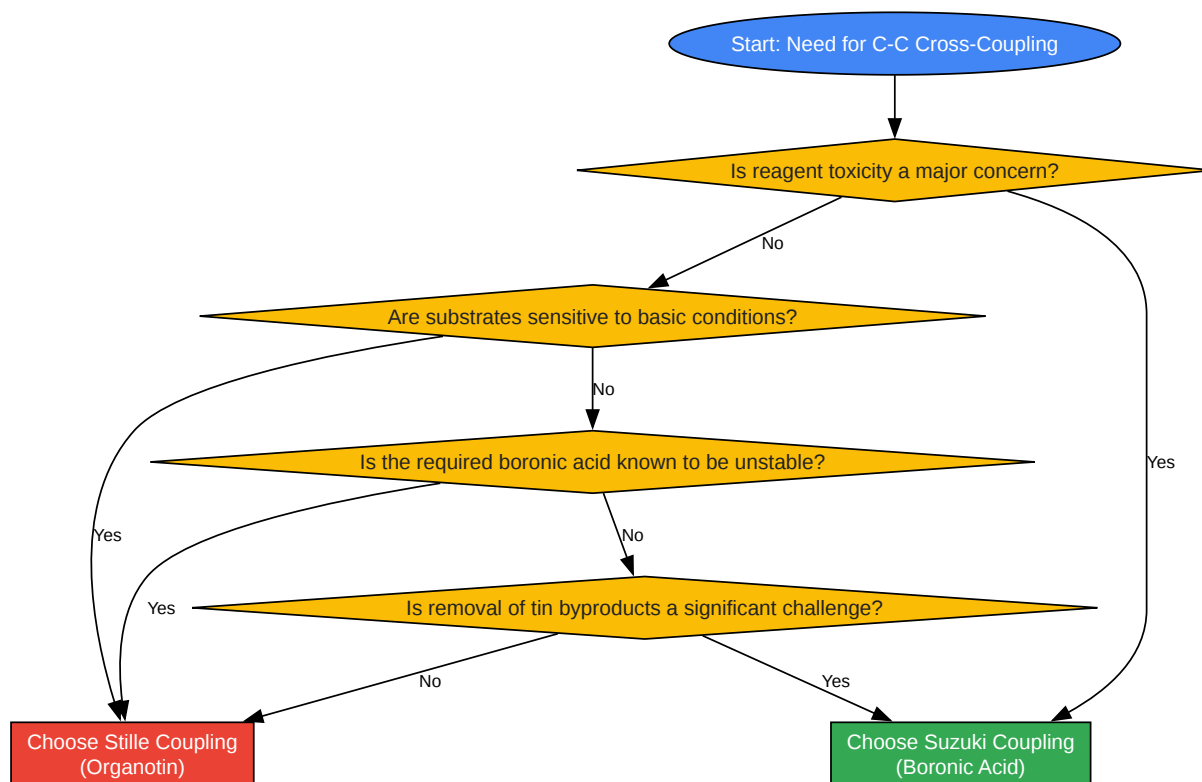 Start: Need for C-C Cross-Coupling
Is reagent toxicity a major concern?
No
Are substrates sensitive to basic conditions?
No
Is the required boronic acid known to be unstable?
Yes
Yes
No
Yes
Is removal of tin byproducts a significant challenge?
No
Yes
Choose Stille Coupling
(Organotin)
Choose Suzuki Coupling
(Boronic Acid)